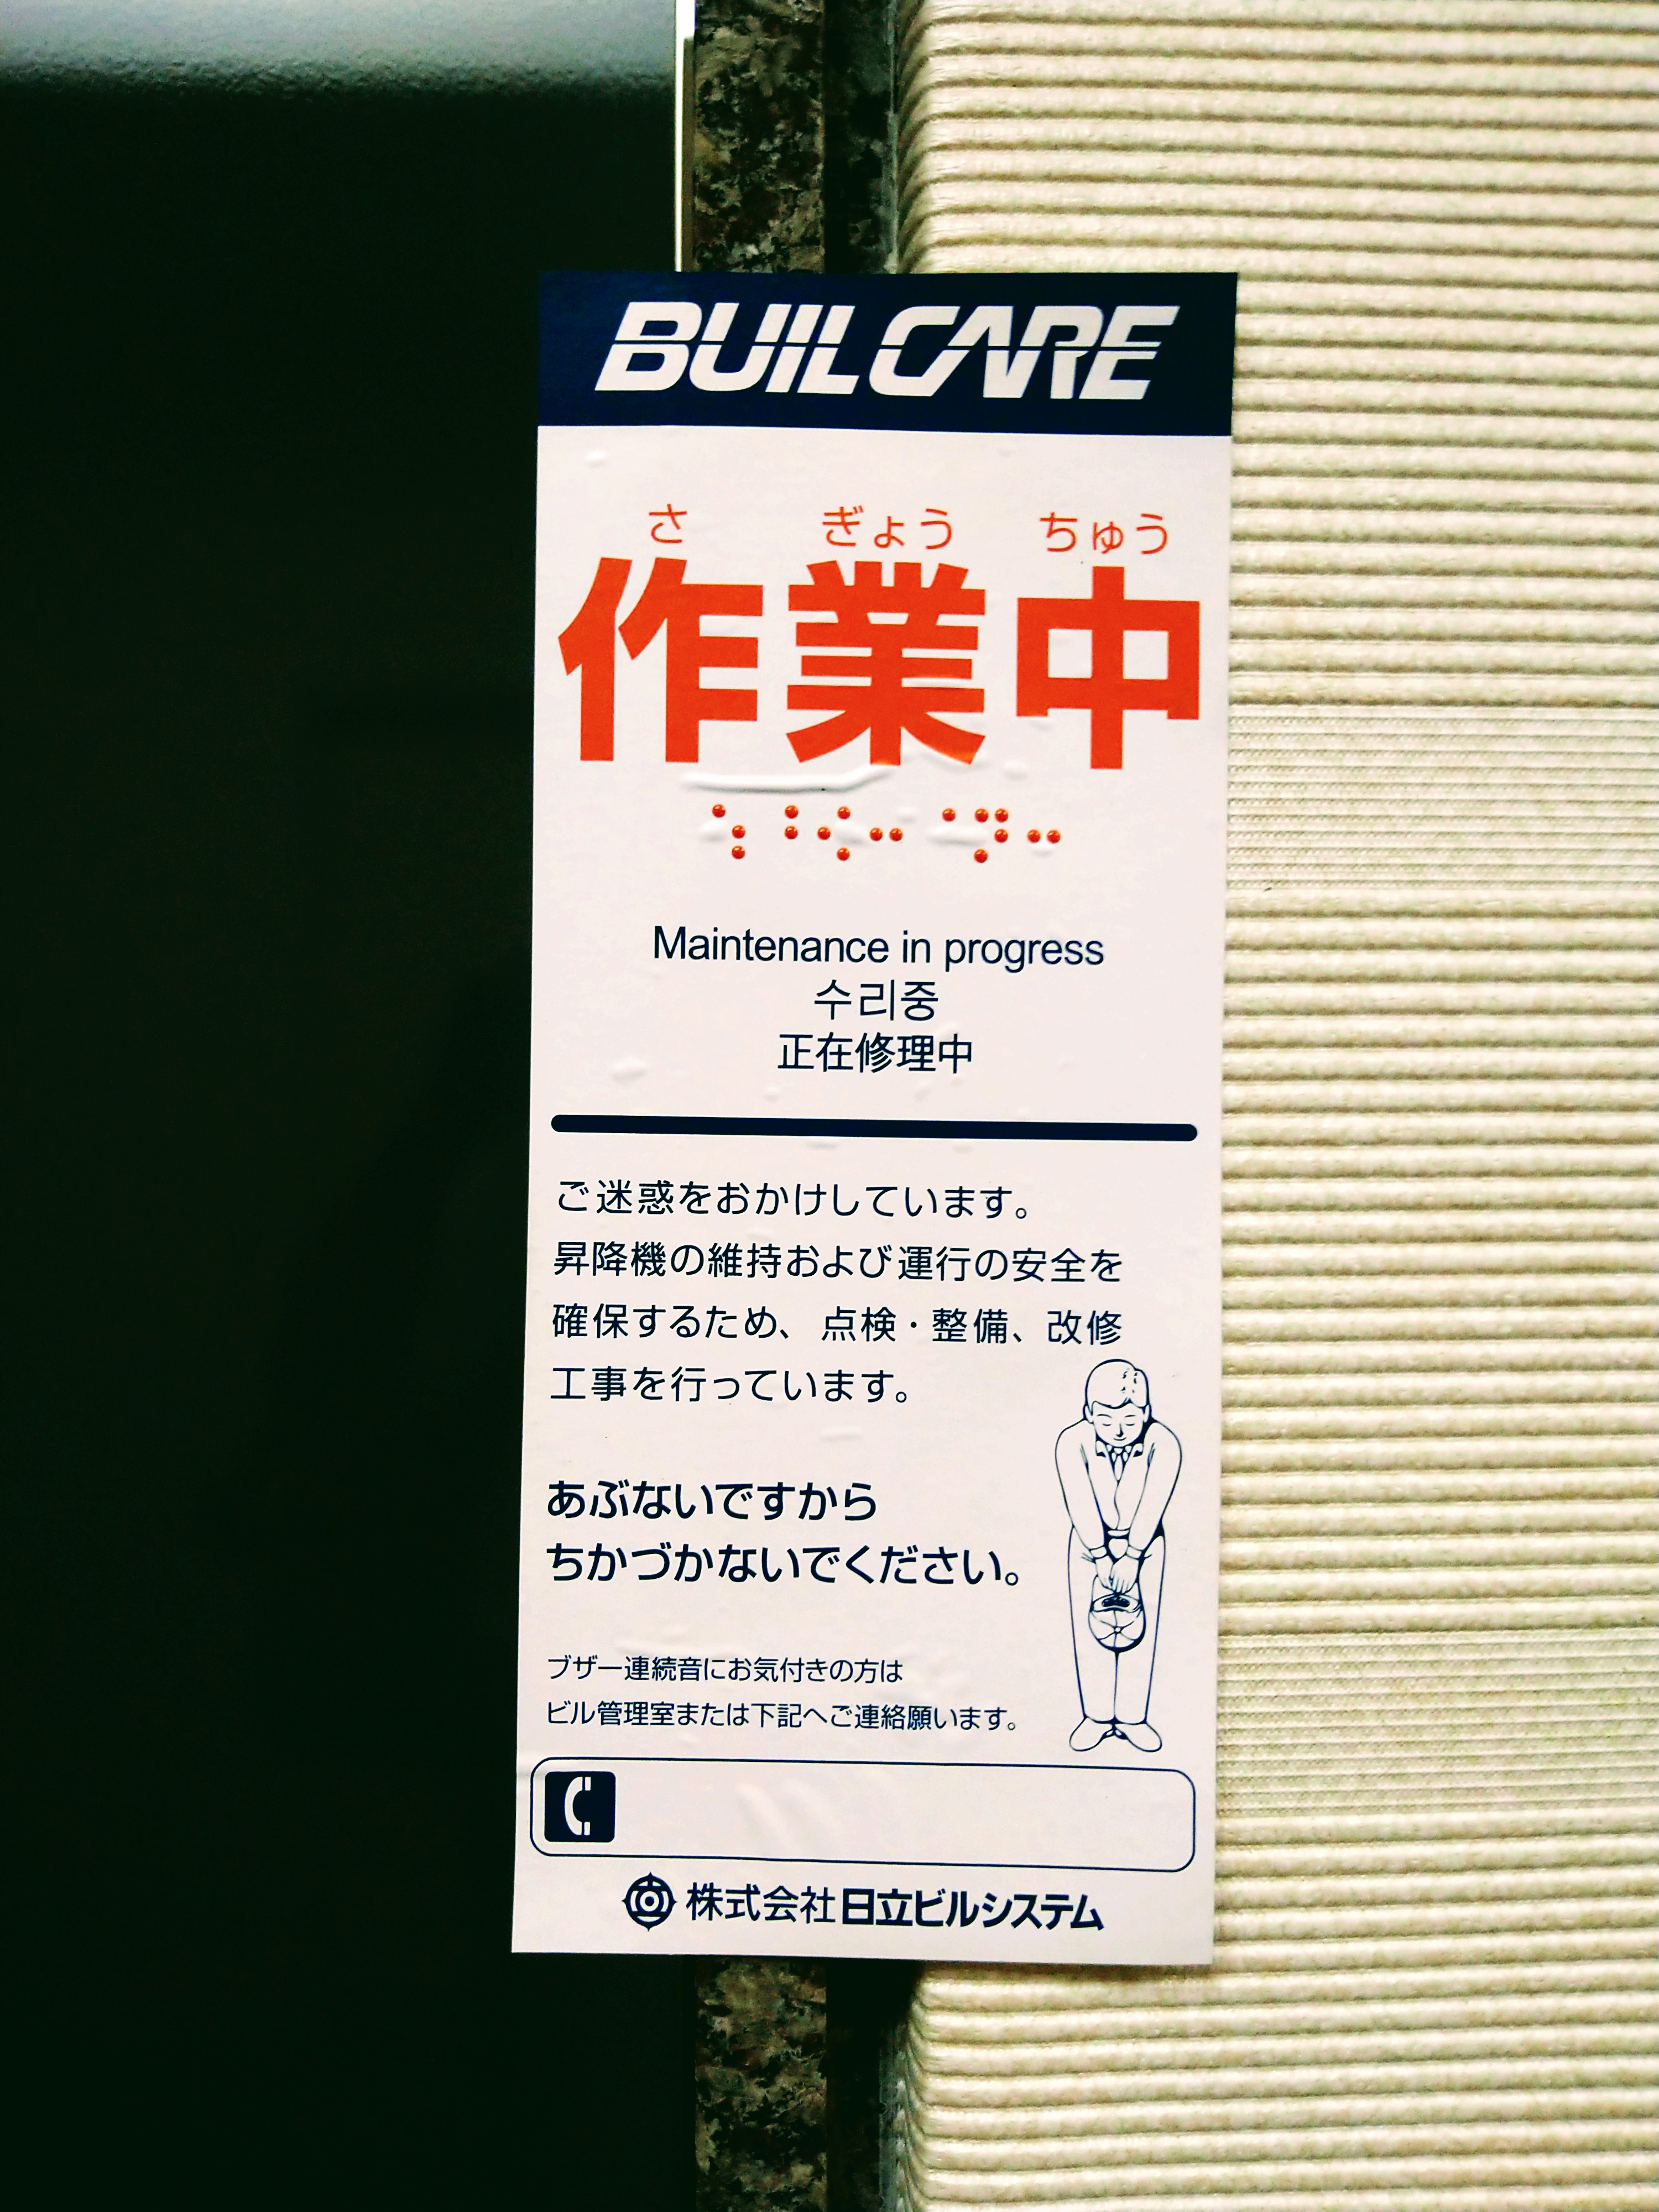 BUILCARE
さ ぎょう ちゅう
作業中
⠱ ⠃⠪⠒ ⠩⠒
Maintenance in progress
수리중
正在修理中
ご迷惑をおかけしています。
昇降機の維持および運行の安全を
確保するため、点検・整備、改修
工事を行っています。
あぶないですから
ちかづかないでください。
ブザー連続音にお気付きの方は
ビル管理室または下記へご連絡願います。
株式会社日立ビルシステム